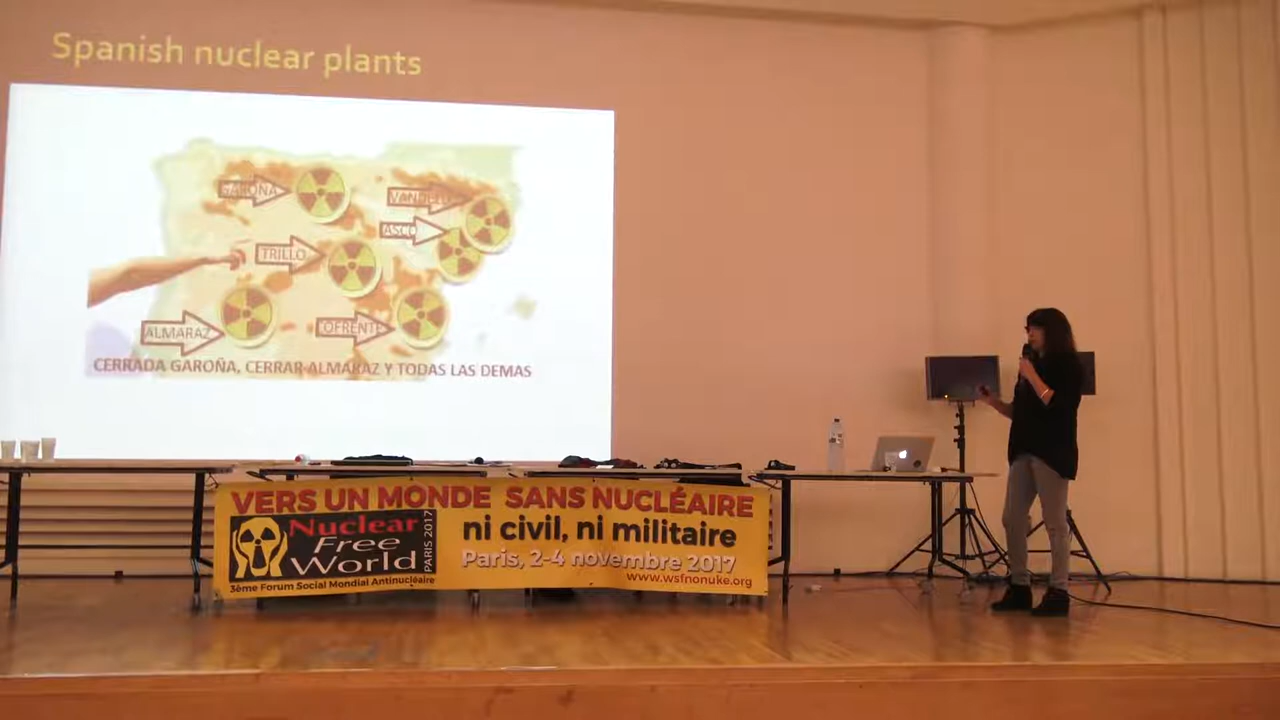 Spanish nuclear plants
GAROÑA
VANDELLOS
ASCO
TRILLO
ALMARAZ
COFRENTE
CERRADA GAROÑA, CERRAR ALMARAZ Y TODAS LAS DEMAS
VERS UN MONDE SANS NUCLÉAIRE
ni civil, ni militaire
Nuclear
Free
World
PARIS 2017
Paris, 2-4 novembre 2017
3ème Forum Social Mondial Antinucléaire
www.wsfnonuke.org